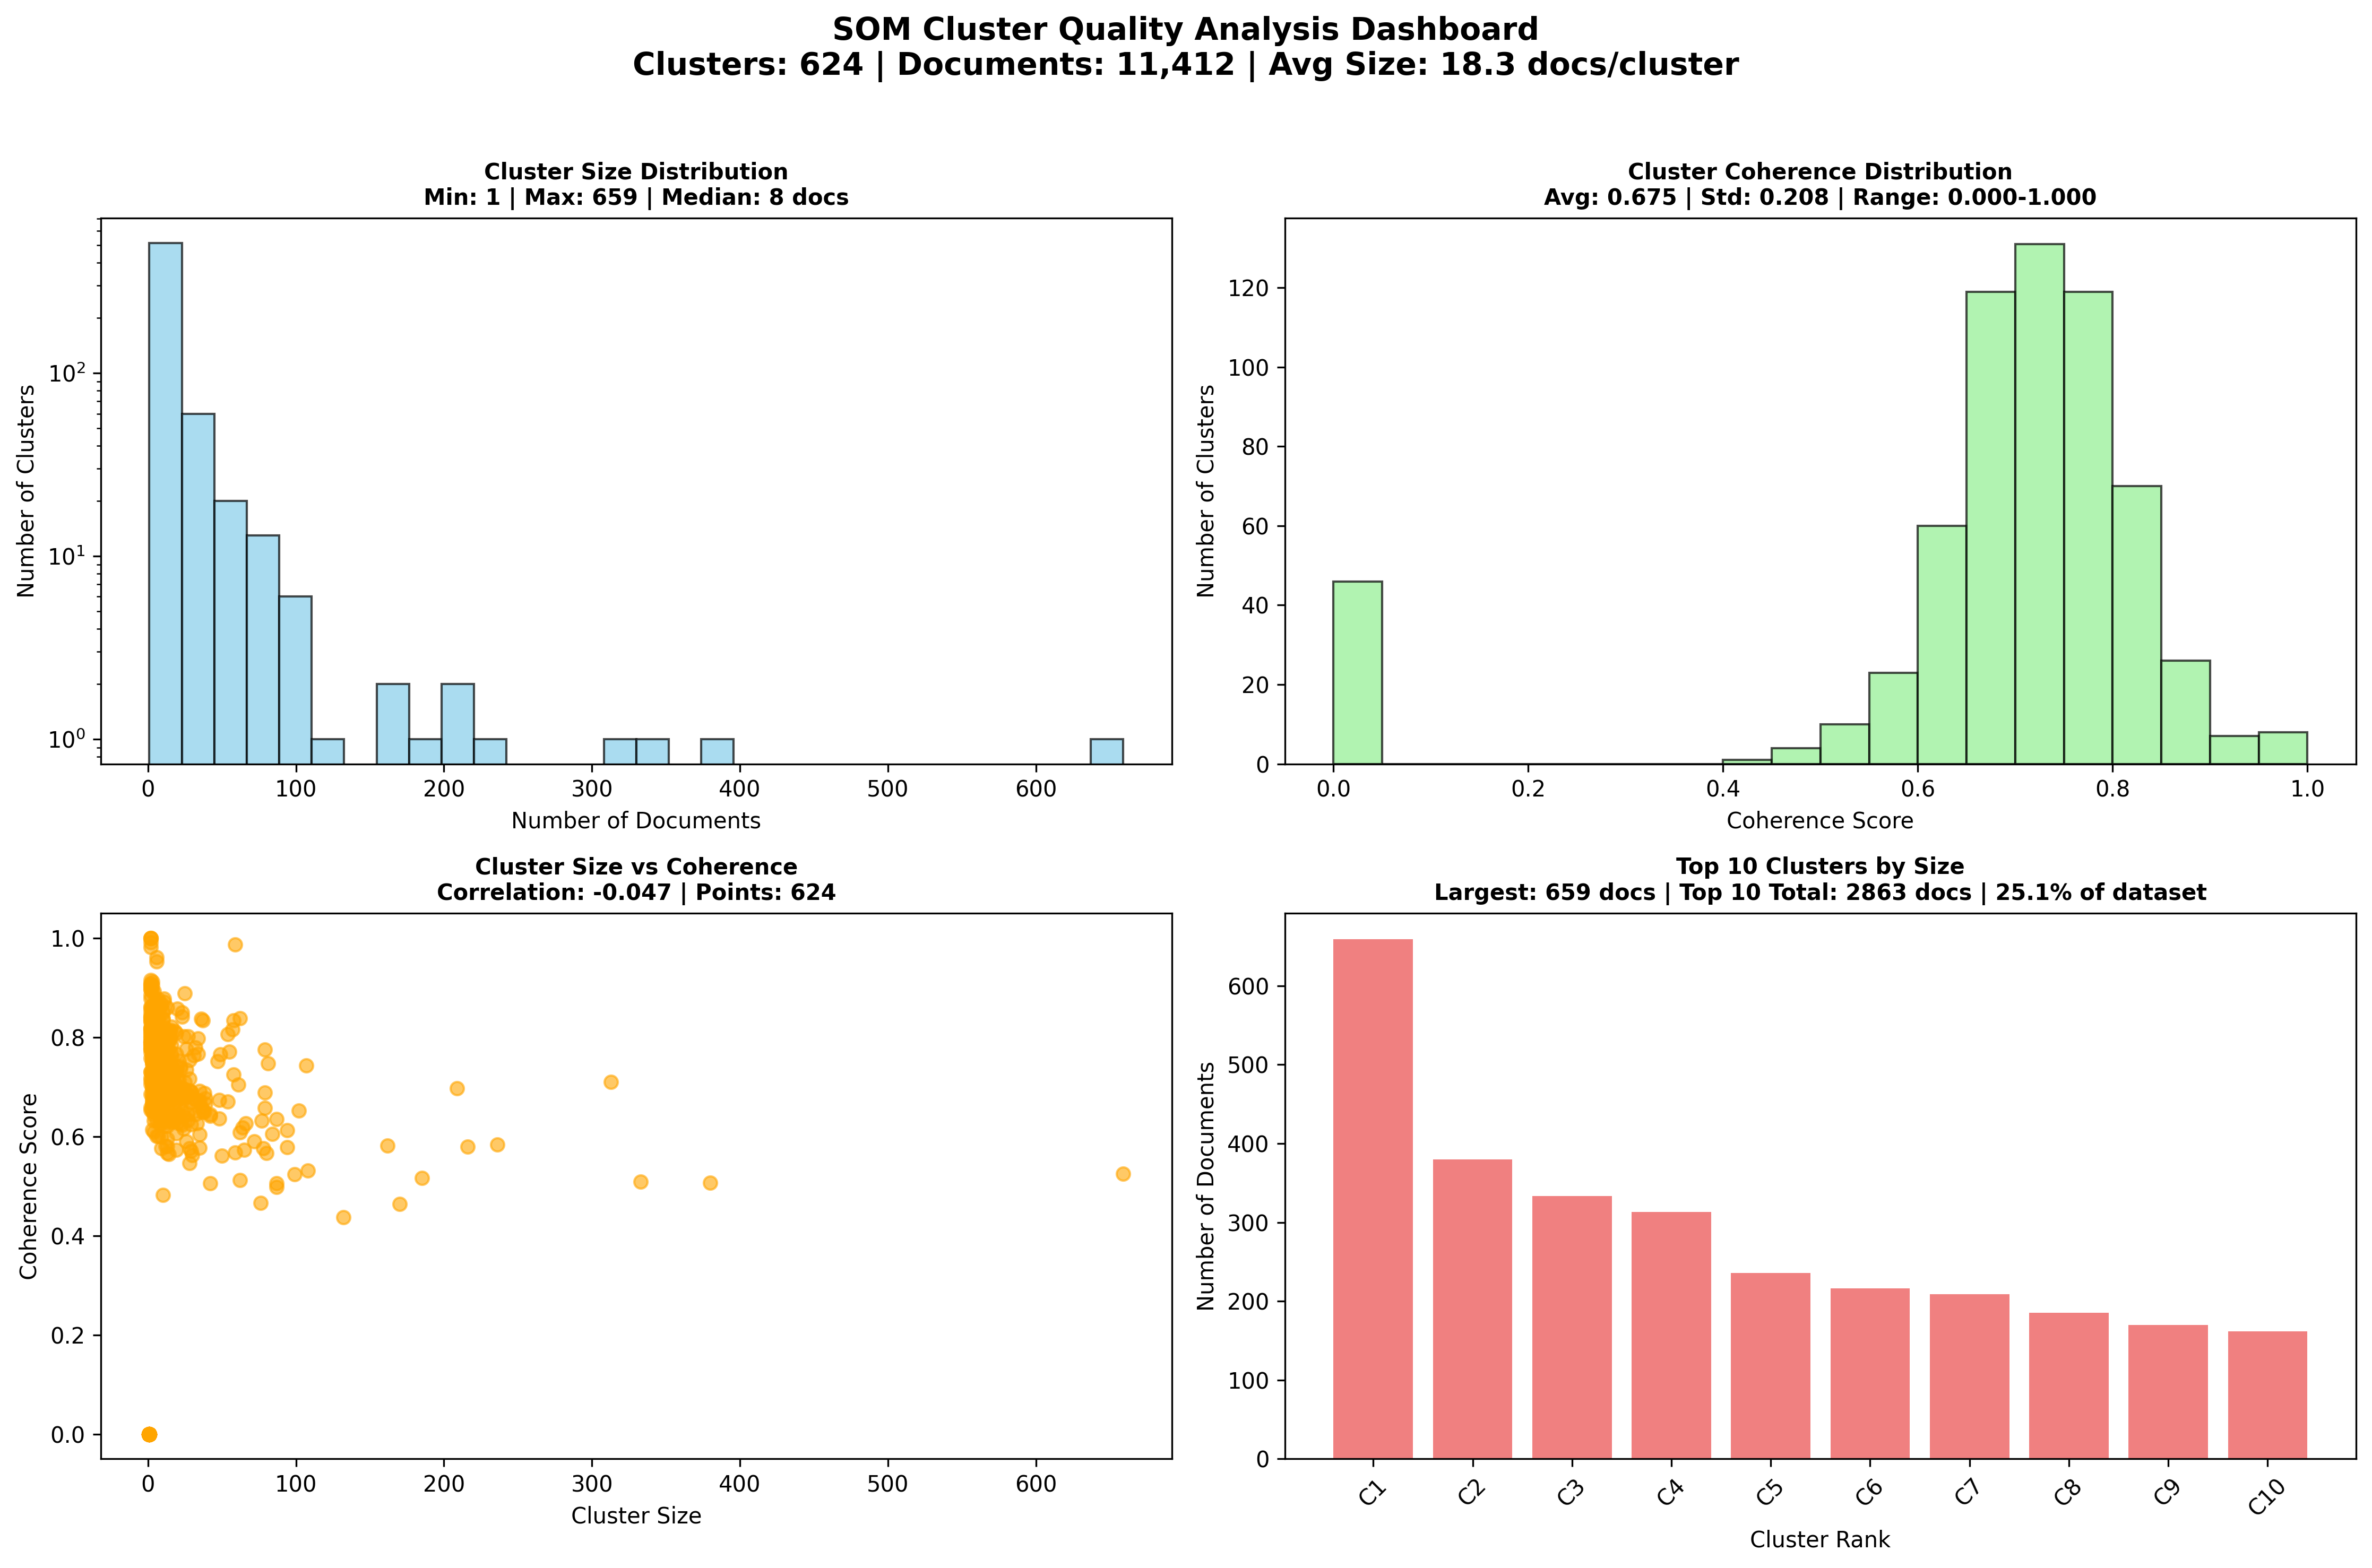 SOM Cluster Quality Analysis Dashboard
Clusters: 624 | Documents: 11,412 | Avg Size: 18.3 docs/cluster
Cluster Size Distribution
Min: 1 | Max: 659 | Median: 8 docs
Number of Clusters
10²
10¹
10⁰
0 100 200 300 400 500 600
Number of Documents
Cluster Coherence Distribution
Avg: 0.675 | Std: 0.208 | Range: 0.000-1.000
Number of Clusters
120
100
80
60
40
20
0
0.0 0.2 0.4 0.6 0.8 1.0
Coherence Score
Cluster Size vs Coherence
Correlation: -0.047 | Points: 624
Coherence Score
1.0
0.8
0.6
0.4
0.2
0.0
0 100 200 300 400 500 600
Cluster Size
Top 10 Clusters by Size
Largest: 659 docs | Top 10 Total: 2863 docs | 25.1% of dataset
Number of Documents
600
500
400
300
200
100
0
C1 C2 C3 C4 C5 C6 C7 C8 C9 C10
Cluster Rank